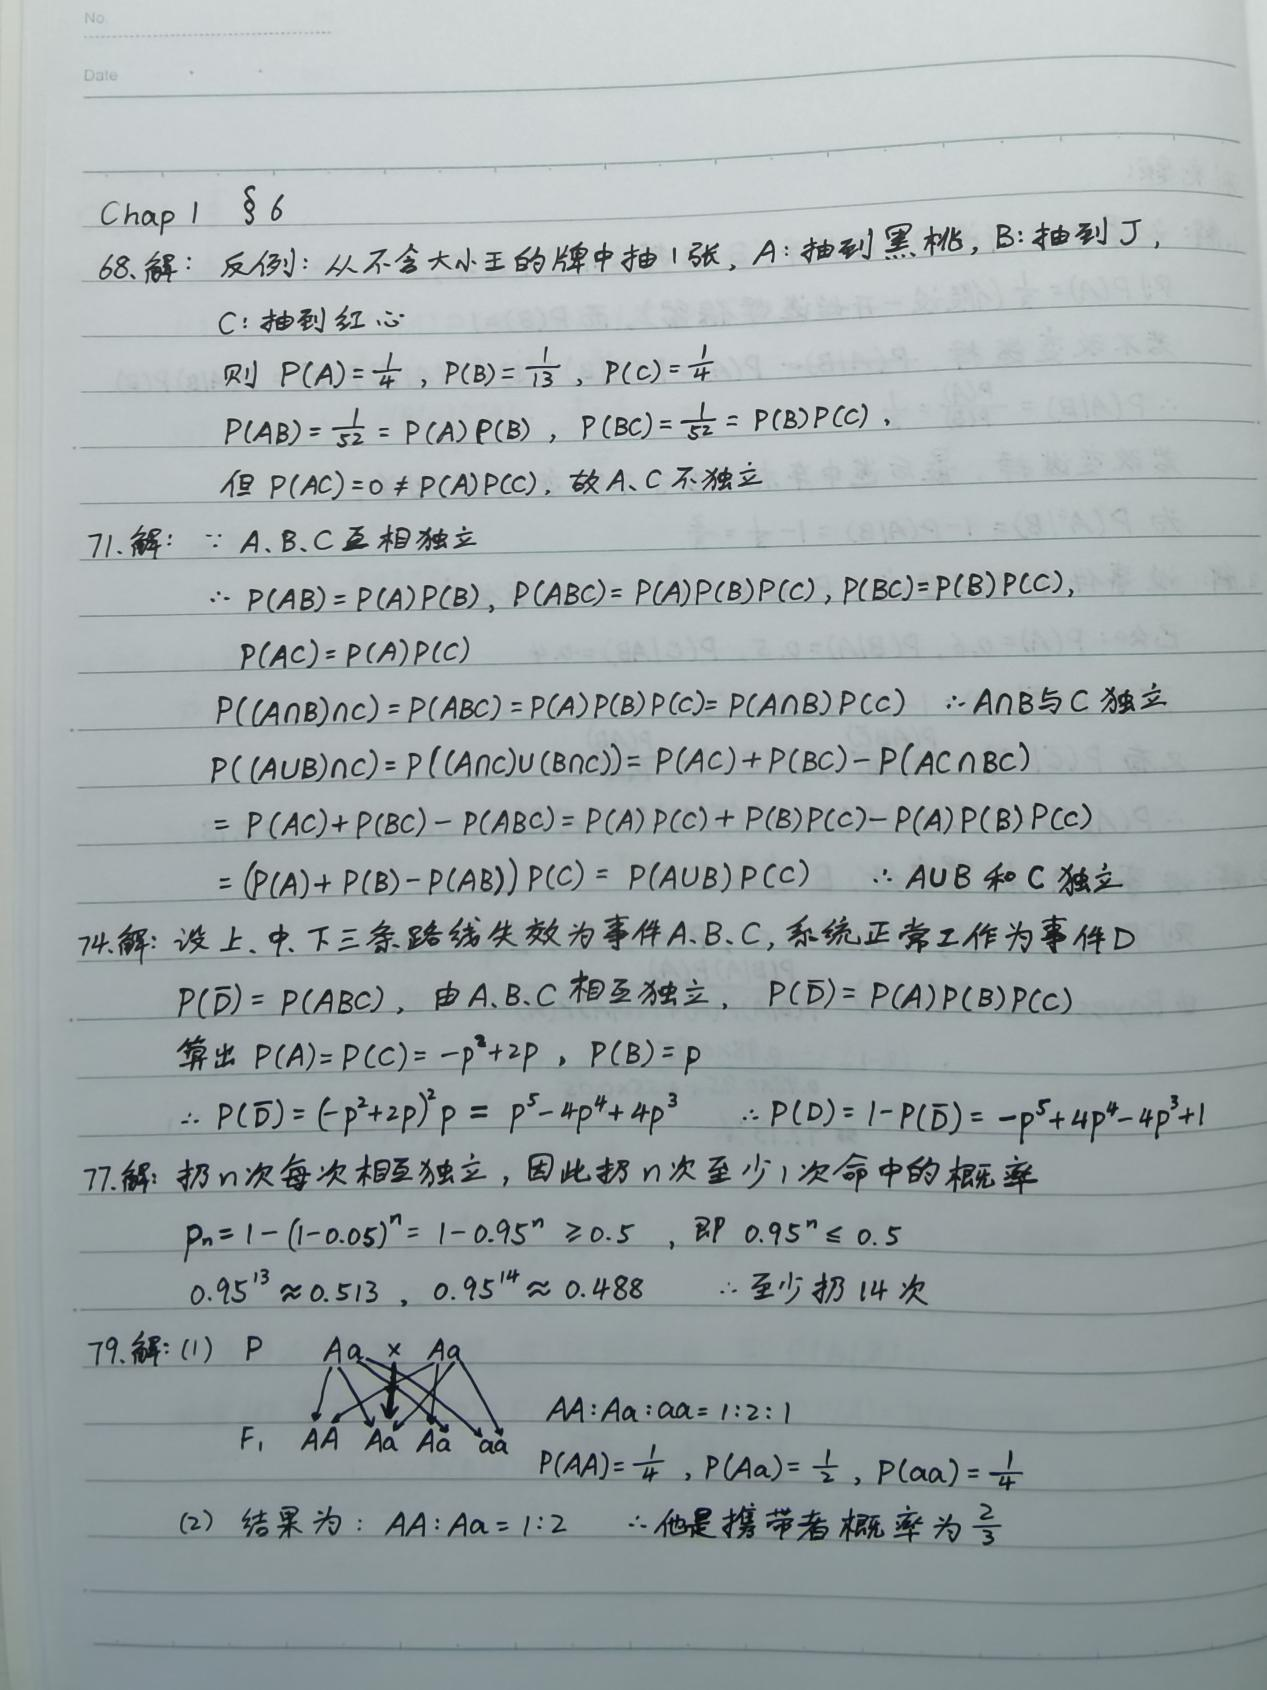 No.
Date
Chap 1 §6
68.解: 反例: 从不含大小王的牌中抽1张, A: 抽到黑桃, B: 抽到J,
C: 抽到红心
则 P(A)=1/4, P(B)=1/13, P(C)=1/4
P(AB)=1/52=P(A)P(B), P(BC)=1/52=P(B)P(C),
但 P(AC)=0≠P(A)P(C), 故A、C不独立
71.解: ∵ A、B、C互相独立
∴ P(AB)=P(A)P(B), P(ABC)=P(A)P(B)P(C), P(BC)=P(B)P(C),
P(AC)=P(A)P(C)
P((A∩B)∩C)=P(ABC)=P(A)P(B)P(C)=P(A∩B)P(C) ∴A∩B与C独立
P((A∪B)∩C)=P((A∩C)∪(B∩C))=P(AC)+P(BC)-P(AC∩BC)
=P(AC)+P(BC)-P(ABC)=P(A)P(C)+P(B)P(C)-P(A)P(B)P(C)
=(P(A)+P(B)-P(AB))P(C)=P(A∪B)P(C) ∴A∪B和C独立
74.解: 设上、中、下三条路线失效为事件A、B、C, 系统正常工作为事件D
P(D̄)=P(ABC), 由A、B、C相互独立, P(D̄)=P(A)P(B)P(C)
算出 P(A)=P(C)=-p²+2p, P(B)=p
∴ P(D̄)=(-p²+2p)²p=p⁵-4p⁴+4p³ ∴P(D)=1-P(D̄)=-p⁵+4p⁴-4p³+1
77.解: 扔n次每次相互独立, 因此扔n次至少1次命中的概率
pₙ=1-(1-0.05)ⁿ=1-0.95ⁿ≥0.5, 即 0.95ⁿ≤0.5
0.95¹³≈0.513, 0.95¹⁴≈0.488 ∴至少扔14次
79.解: (1) P Aa × Aa
AA:Aa:aa=1:2:1
F₁ AA Aa Aa aa
P(AA)=1/4, P(Aa)=1/2, P(aa)=1/4
(2) 结果为: AA:Aa=1:2 ∴他是携带者概率为2/3